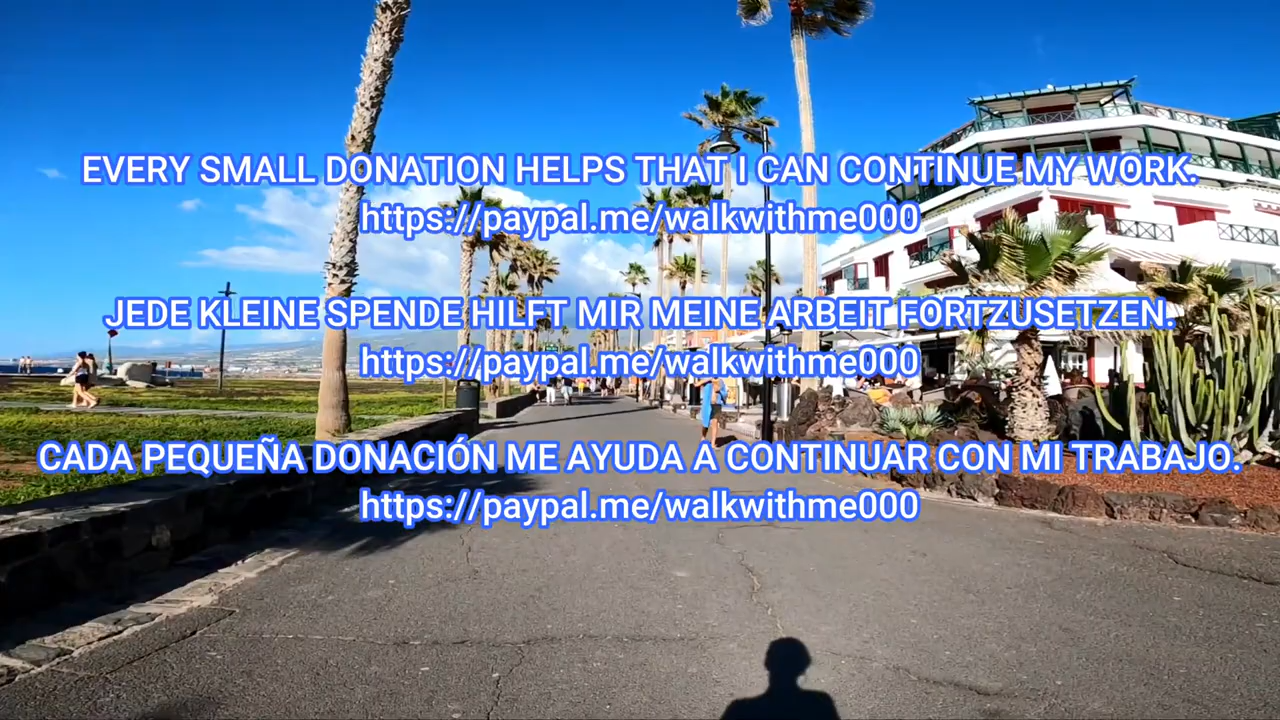 EVERY SMALL DONATION HELPS THAT I CAN CONTINUE MY WORK.
https://paypal.me/walkwithme000
JEDE KLEINE SPENDE HILFT MIR MEINE ARBEIT FORTZUSETZEN.
https://paypal.me/walkwithme000
CADA PEQUEÑA DONACIÓN ME AYUDA A CONTINUAR CON MI TRABAJO.
https://paypal.me/walkwithme000